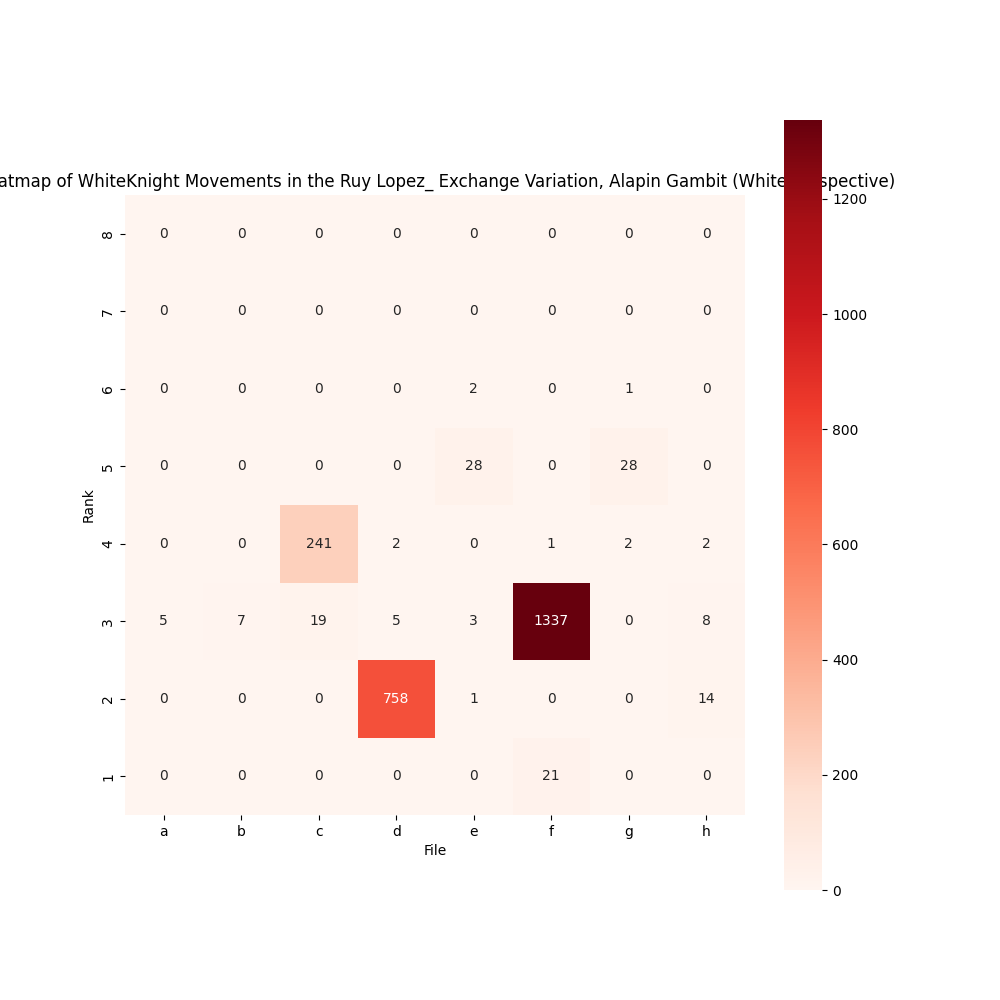 atmap of WhiteKnight Movements in the Ruy Lopez_ Exchange Variation, Alapin Gambit (White spective)
8 0 0 0 0 0 0 0 0
7 0 0 0 0 0 0 0 0
6 0 0 0 0 2 0 1 0
5 0 0 0 0 28 0 28 0
4 0 0 241 2 0 1 2 2
3 5 7 19 5 3 1337 0 8
2 0 0 0 758 1 0 0 14
1 0 0 0 0 0 21 0 0
a b c d e f g h
File
Rank
1200
1000
800
600
400
200
0